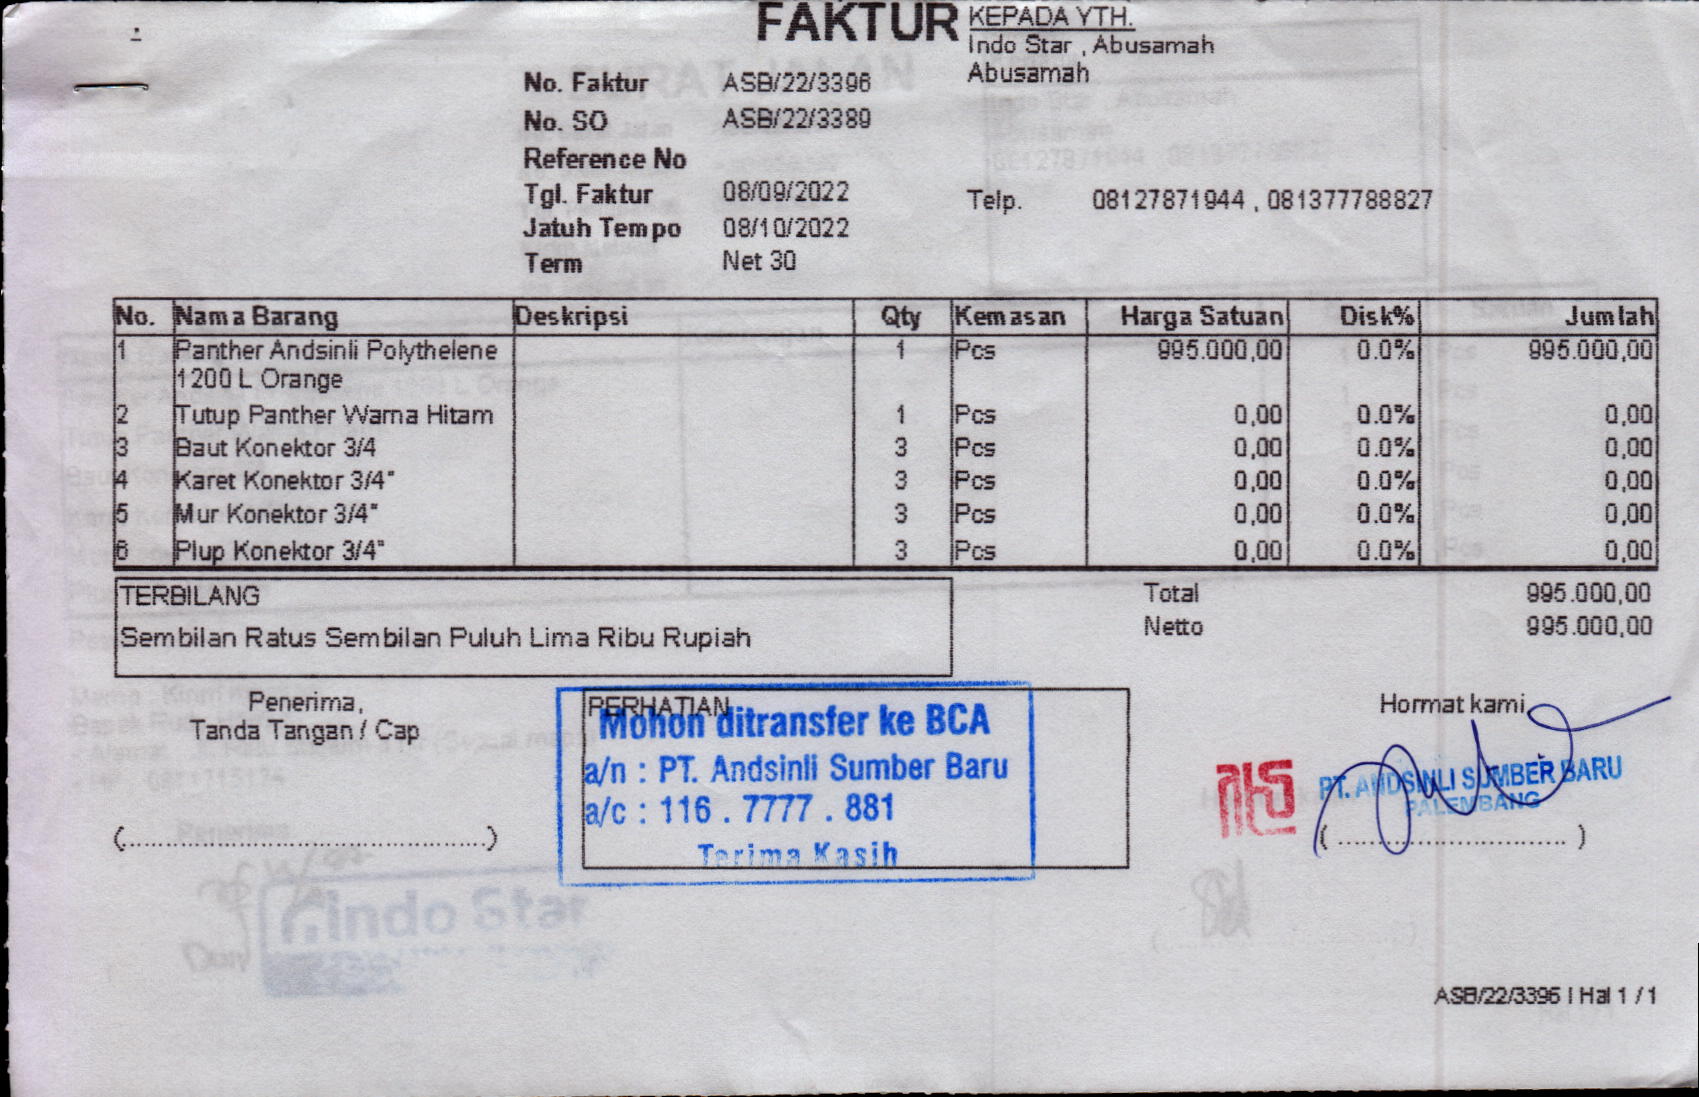 FAKTUR
KEPADA YTH.
Indo Star , Abusamah
Abusamah
No. Faktur ASB/22/3396
No. SO ASB/22/3389
Reference No
Tgl. Faktur 08/09/2022
Telp. 08127871944 , 081377788827
Jatuh Tempo 08/10/2022
Term Net 30
No. Nama Barang Deskripsi Qty Kemasan Harga Satuan Disk% Jumlah
1 Panther Andsinli Polythelene 1 Pcs 995.000,00 0.0% 995.000,00
1200 L Orange
2 Tutup Panther Warna Hitam 1 Pcs 0,00 0.0% 0,00
3 Baut Konektor 3/4 3 Pcs 0,00 0.0% 0,00
4 Karet Konektor 3/4" 3 Pcs 0,00 0.0% 0,00
5 Mur Konektor 3/4" 3 Pcs 0,00 0.0% 0,00
6 Plup Konektor 3/4" 3 Pcs 0,00 0.0% 0,00
TERBILANG
Sembilan Ratus Sembilan Puluh Lima Ribu Rupiah
Total 995.000,00
Netto 995.000,00
Penerima,
Tanda Tangan / Cap
(................................................)
PERHATIAN
Mohon ditransfer ke BCA
a/n : PT. Andsinli Sumber Baru
a/c : 116 . 7777 . 881
Terima Kasih
Hormat kami,
PT. ANDSINLI SUMBER BARU
PALEMBANG
( .............................. )
indo Star
ASB/22/3396 | Hal 1 / 1